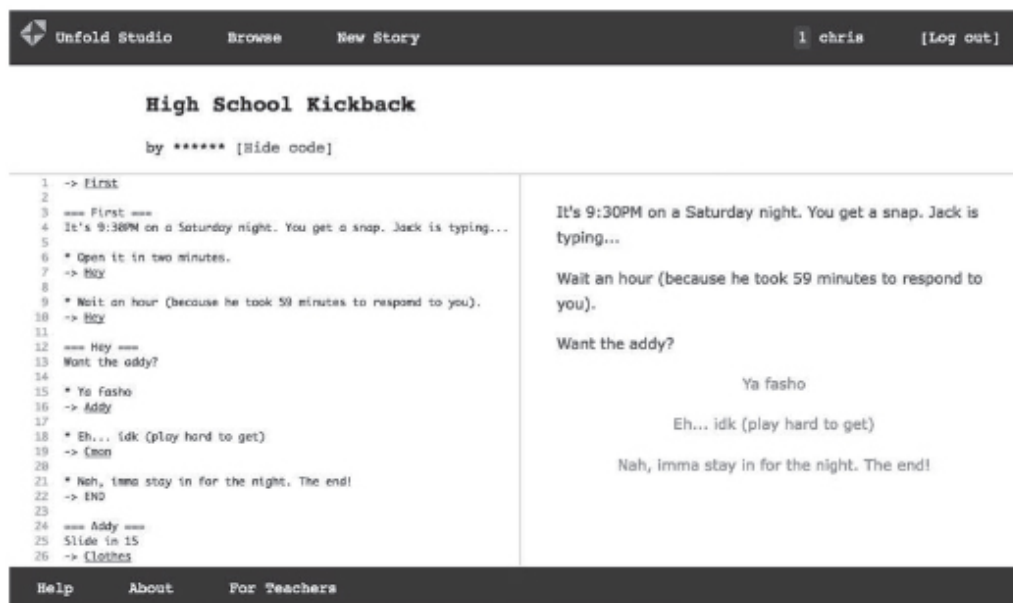 Unfold Studio Browse New Story 1 chris [Log out]
High School Kickback
by ****** [Hide code]
1 -> First
2
3 === First ===
4 It's 9:30PM on a Saturday night. You get a snap. Jack is typing...
5
6 * Open it in two minutes.
7 -> Hey
8
9 * Wait an hour (because he took 59 minutes to respond to you).
10 -> Hey
11
12 === Hey ===
13 Want the addy?
14
15 * Ya fasho
16 -> Addy
17
18 * Eh... idk (play hard to get)
19 -> Cmon
20
21 * Nah, imma stay in for the night. The end!
22 -> END
23
24 === Addy ===
25 Slide in 15
26 -> Clothes
It's 9:30PM on a Saturday night. You get a snap. Jack is
typing...
Wait an hour (because he took 59 minutes to respond to
you).
Want the addy?
Ya fasho
Eh... idk (play hard to get)
Nah, imma stay in for the night. The end!
Help About For Teachers